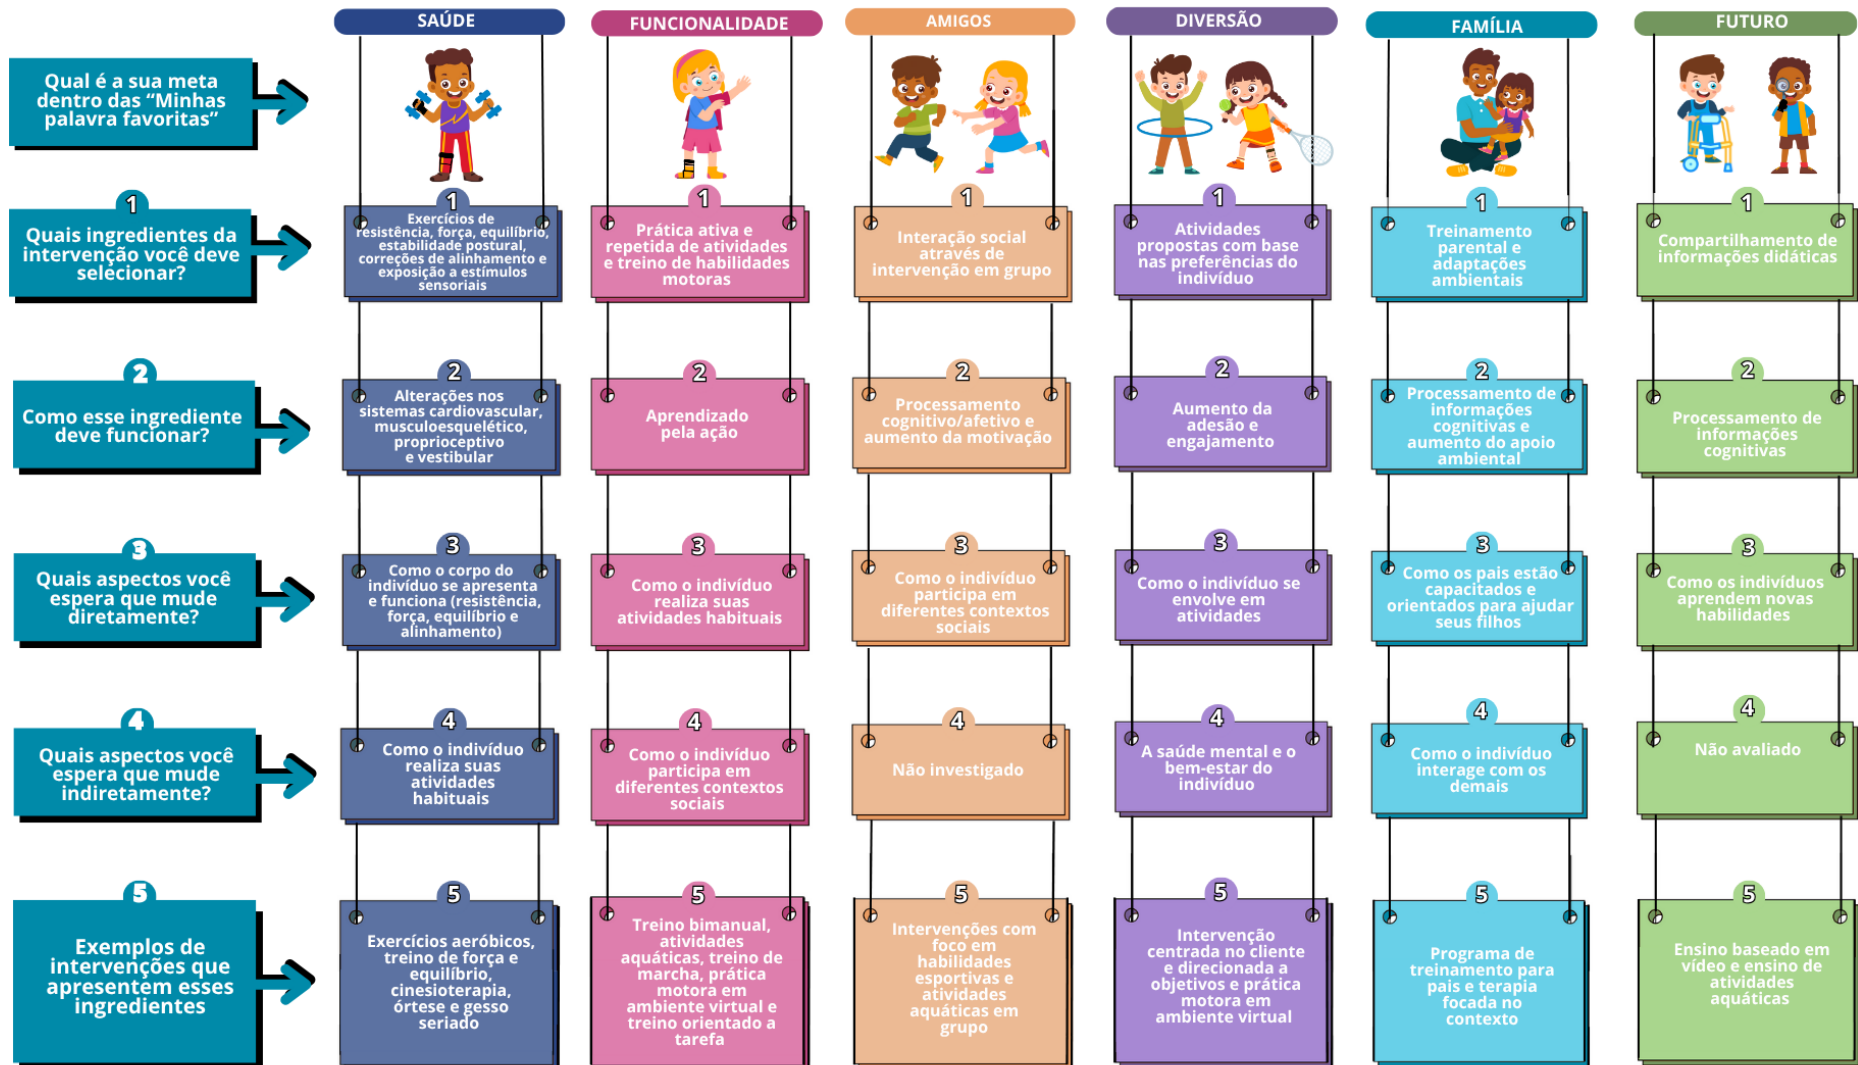 SAÚDE
FUNCIONALIDADE
AMIGOS
DIVERSÃO
FAMÍLIA
FUTURO
Qual é a sua meta
dentro das “Minhas
palavra favoritas”
1
Quais ingredientes da
intervenção você deve
selecionar?
1
Exercícios de
resistência, força, equilíbrio,
estabilidade postural,
correções de alinhamento e
exposição a estímulos
sensoriais
1
Prática ativa e
repetida de atividades
e treino de habilidades
motoras
1
Interação social
através de
intervenção em grupo
1
Atividades
propostas com base
nas preferências do
indivíduo
1
Treinamento
parental e
adaptações
ambientais
1
Compartilhamento de
informações didáticas
2
Como esse ingrediente
deve funcionar?
2
Alterações nos
sistemas cardiovascular,
musculoesquelético,
proprioceptivo
e vestibular
2
Aprendizado
pela ação
2
Processamento
cognitivo/afetivo e
aumento da motivação
2
Aumento da
adesão e
engajamento
2
Processamento de
informações
cognitivas e
aumento do apoio
ambiental
2
Processamento de
informações
cognitivas
3
Quais aspectos você
espera que mude
diretamente?
3
Como o corpo do
indivíduo se apresenta
e funciona (resistência,
força, equilíbrio e
alinhamento)
3
Como o indivíduo
realiza suas
atividades habituais
3
Como o indivíduo
participa em
diferentes contextos
sociais
3
Como o indivíduo se
envolve em
atividades
3
Como os pais estão
capacitados e
orientados para ajudar
seus filhos
3
Como os indivíduos
aprendem novas
habilidades
4
Quais aspectos você
espera que mude
indiretamente?
4
Como o indivíduo
realiza suas
atividades
habituais
4
Como o indivíduo
participa em
diferentes contextos
sociais
4
Não investigado
4
A saúde mental e o
bem-estar do
indivíduo
4
Como o indivíduo
interage com os
demais
4
Não avaliado
5
Exemplos de
intervenções que
apresentem esses
ingredientes
5
Exercícios aeróbicos,
treino de força e
equilíbrio,
cinesioterapia,
órtese e gesso
seriado
5
Treino bimanual,
atividades
aquáticas, treino de
marcha, prática
motora em
ambiente virtual e
treino orientado a
tarefa
5
Intervenções com
foco em
habilidades
esportivas e
atividades
aquáticas em
grupo
5
Intervenção
centrada no cliente
e direcionada a
objetivos e prática
motora em
ambiente virtual
5
Programa de
treinamento para
pais e terapia
focada no
contexto
5
Ensino baseado em
vídeo e ensino de
atividades
aquáticas